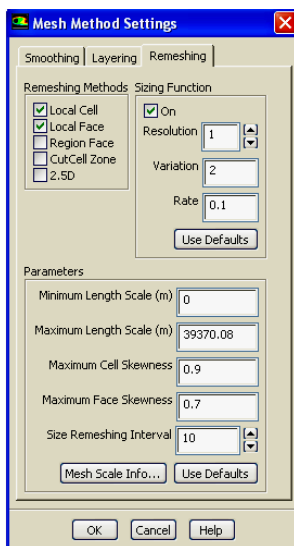 Mesh Method Settings
Smoothing Layering Remeshing
Remeshing Methods
Local Cell
Local Face
Region Face
CutCell Zone
2.5D
Sizing Function
On
Resolution 1
Variation 2
Rate 0.1
Use Defaults
Parameters
Minimum Length Scale (m) 0
Maximum Length Scale (m) 39370.08
Maximum Cell Skewness 0.9
Maximum Face Skewness 0.7
Size Remeshing Interval 10
Mesh Scale Info... Use Defaults
OK Cancel Help